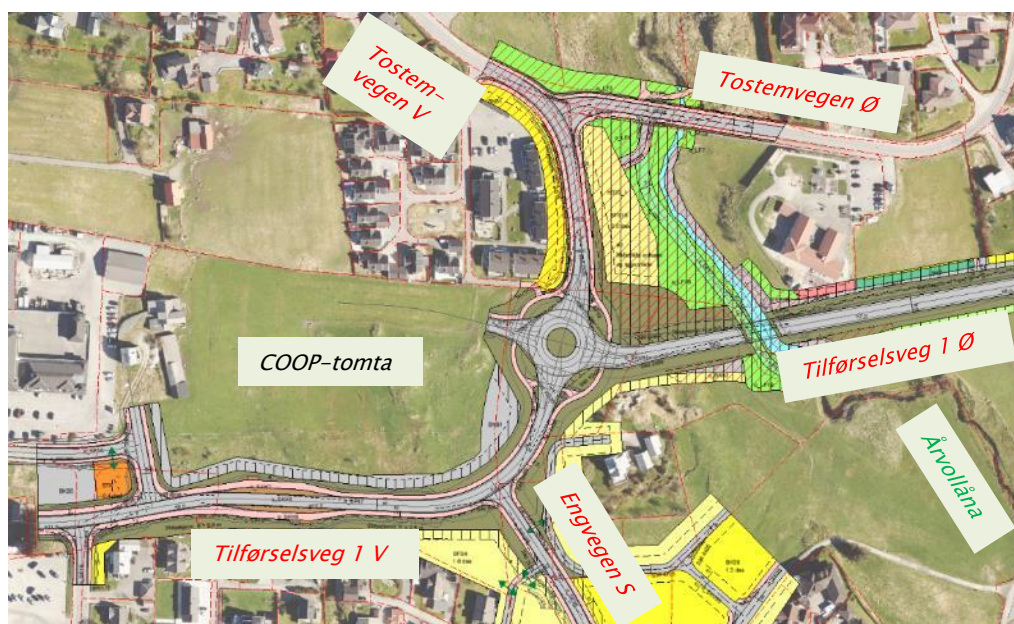 Tostem-
vegen V
Tostemvegen Ø
COOP-tomta
Tilførselsveg 1 Ø
Årvollåna
Engvegen S
Tilførselsveg 1 V